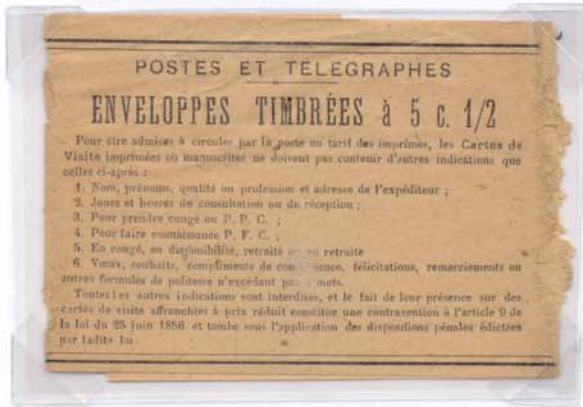 POSTES ET TELEGRAPHES
ENVELOPPES TIMBRÉES à 5 c. 1/2
Pour être admises à circuler par la poste au tarif des imprimés, les Cartes de
Visite imprimées ou manuscrites ne doivent pas contenir d'autres indications que
celles ci-après :
1. Nom, prénoms, qualité ou profession et adresse de l'expéditeur ;
2. Jours et heures de consultation ou de réception ;
3. Pour prendre congé ou P. P. C. ;
4. Pour faire connaissance P. F. C. ;
5. En congé, en disponibilité, retraité en retraite
6. Vœux, souhaits, compliments de félicitations, remerciements ou
autres formules de politesse n'excédant pas mots.
Toutes les autres indications sont interdites, et le fait de leur présence sur des
cartes de visite affranchies à prix réduit constitue une contravention à l'article 9 de
la loi du 25 juin 1856 et tombe sous l'application des dispositions pénales édictées
par ladite loi